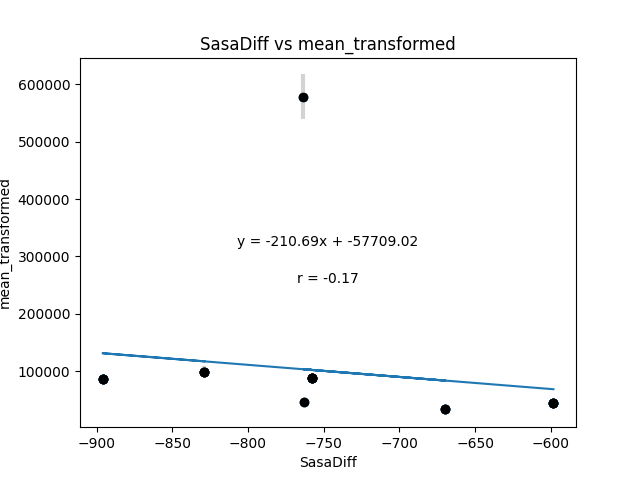 SasaDiff vs mean_transformed
600000
500000
400000
300000
200000
100000
mean_transformed
y = -210.69x + -57709.02
r = -0.17
−900 −850 −800 −750 −700 −650 −600
SasaDiff